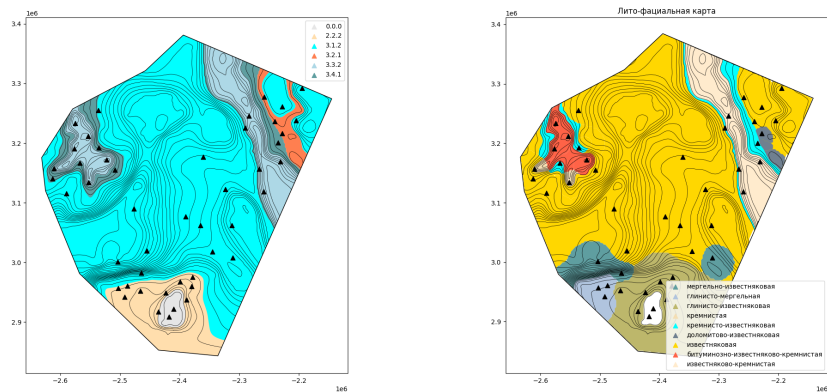 1e6
3.4
3.3
3.2
3.1
3.0
2.9
0.0.0
2.2.2
3.1.2
3.2.1
3.3.2
3.4.1
−2.6
−2.5
−2.4
−2.3
−2.2
1e6
Лито-фациальная карта
1e6
3.4
3.3
3.2
3.1
3.0
2.9
мергельно-известняковая
глинисто-мергельная
глинисто-известняковая
кремнистая
кремнисто-известняковая
доломитово-известняковая
известняковая
битуминозно-известняково-кремнистая
известняково-кремнистая
−2.6
−2.5
−2.4
−2.3
−2.2
1e6